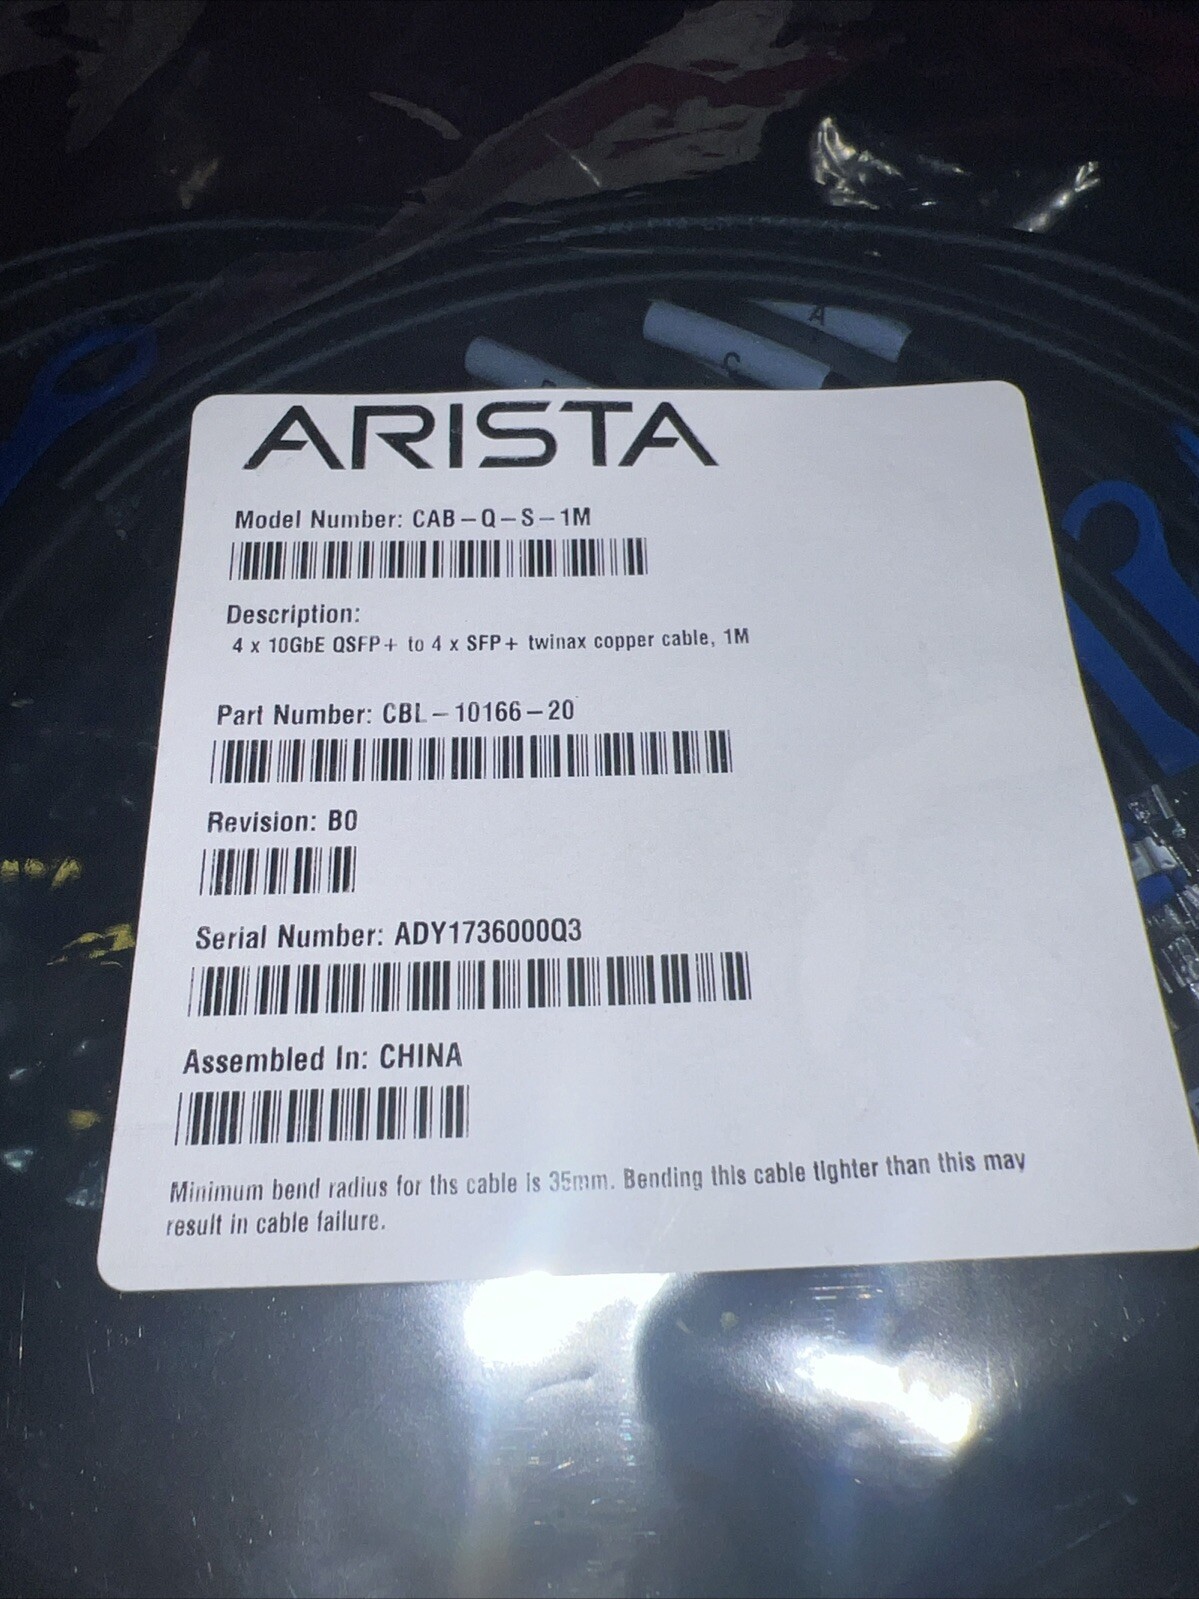 A
C
ARISTA
Model Number: CAB-Q-S-1M
Description:
4 x 10GbE QSFP+ to 4 x SFP+ twinax copper cable, 1M
Part Number: CBL-10166-20
Revision: B0
Serial Number: ADY1736000Q3
Assembled In: CHINA
Minimum bend radius for ths cable is 35mm. Bending this cable tighter than this may
result in cable failure.